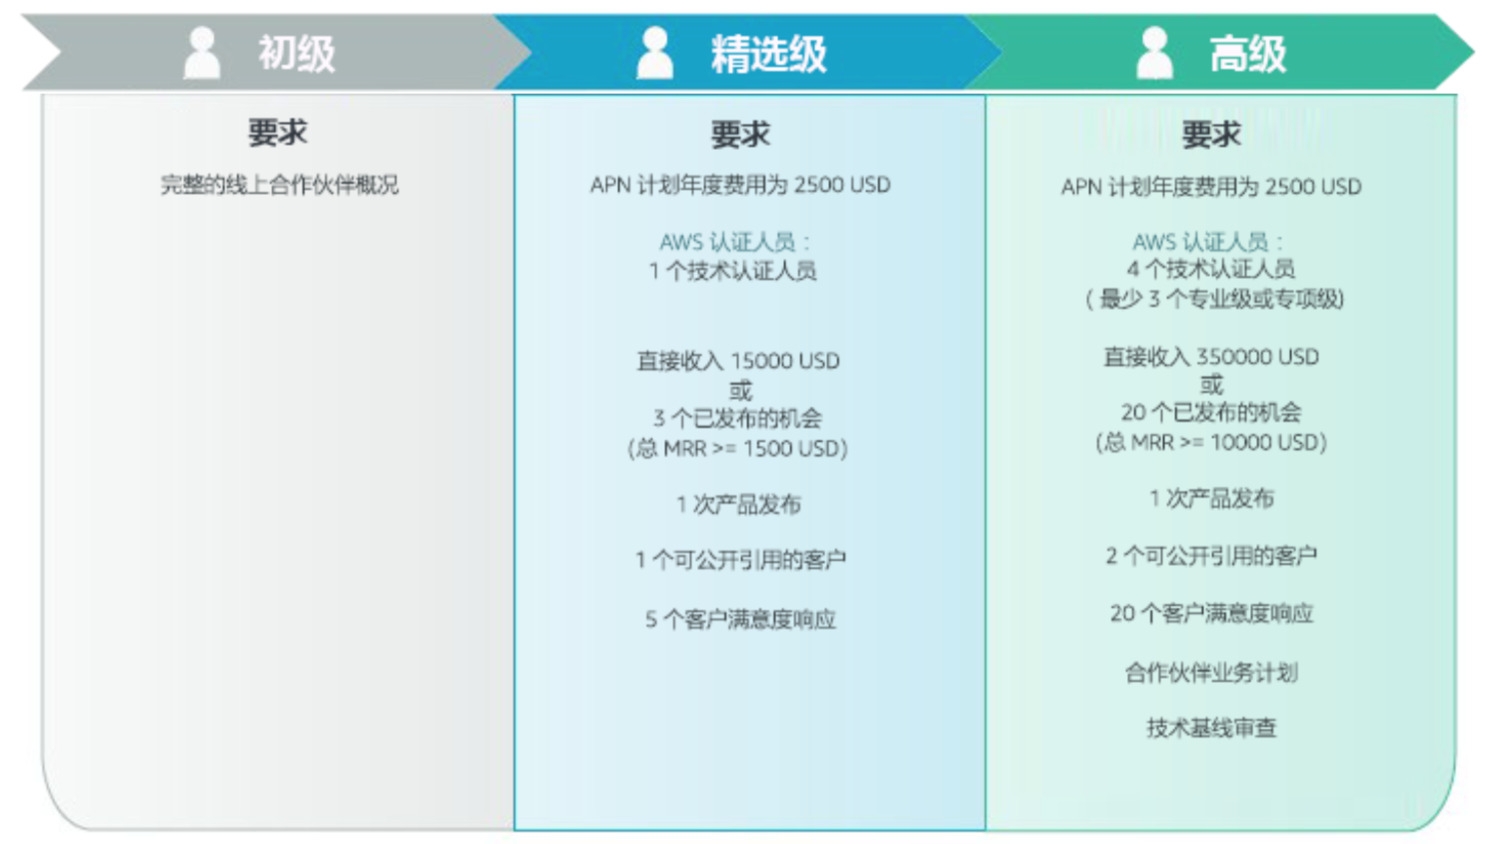 初级
精选级
高级
要求
完整的线上合作伙伴概况
要求
APN 计划年度费用为 2500 USD
AWS 认证人员：
1 个技术认证人员
直接收入 15000 USD
或
3 个已发布的机会
(总 MRR >= 1500 USD)
1 次产品发布
1 个可公开引用的客户
5 个客户满意度响应
要求
APN 计划年度费用为 2500 USD
AWS 认证人员：
4 个技术认证人员
( 最少 3 个专业级或专项级)
直接收入 350000 USD
或
20 个已发布的机会
(总 MRR >= 10000 USD)
1 次产品发布
2 个可公开引用的客户
20 个客户满意度响应
合作伙伴业务计划
技术基线审查